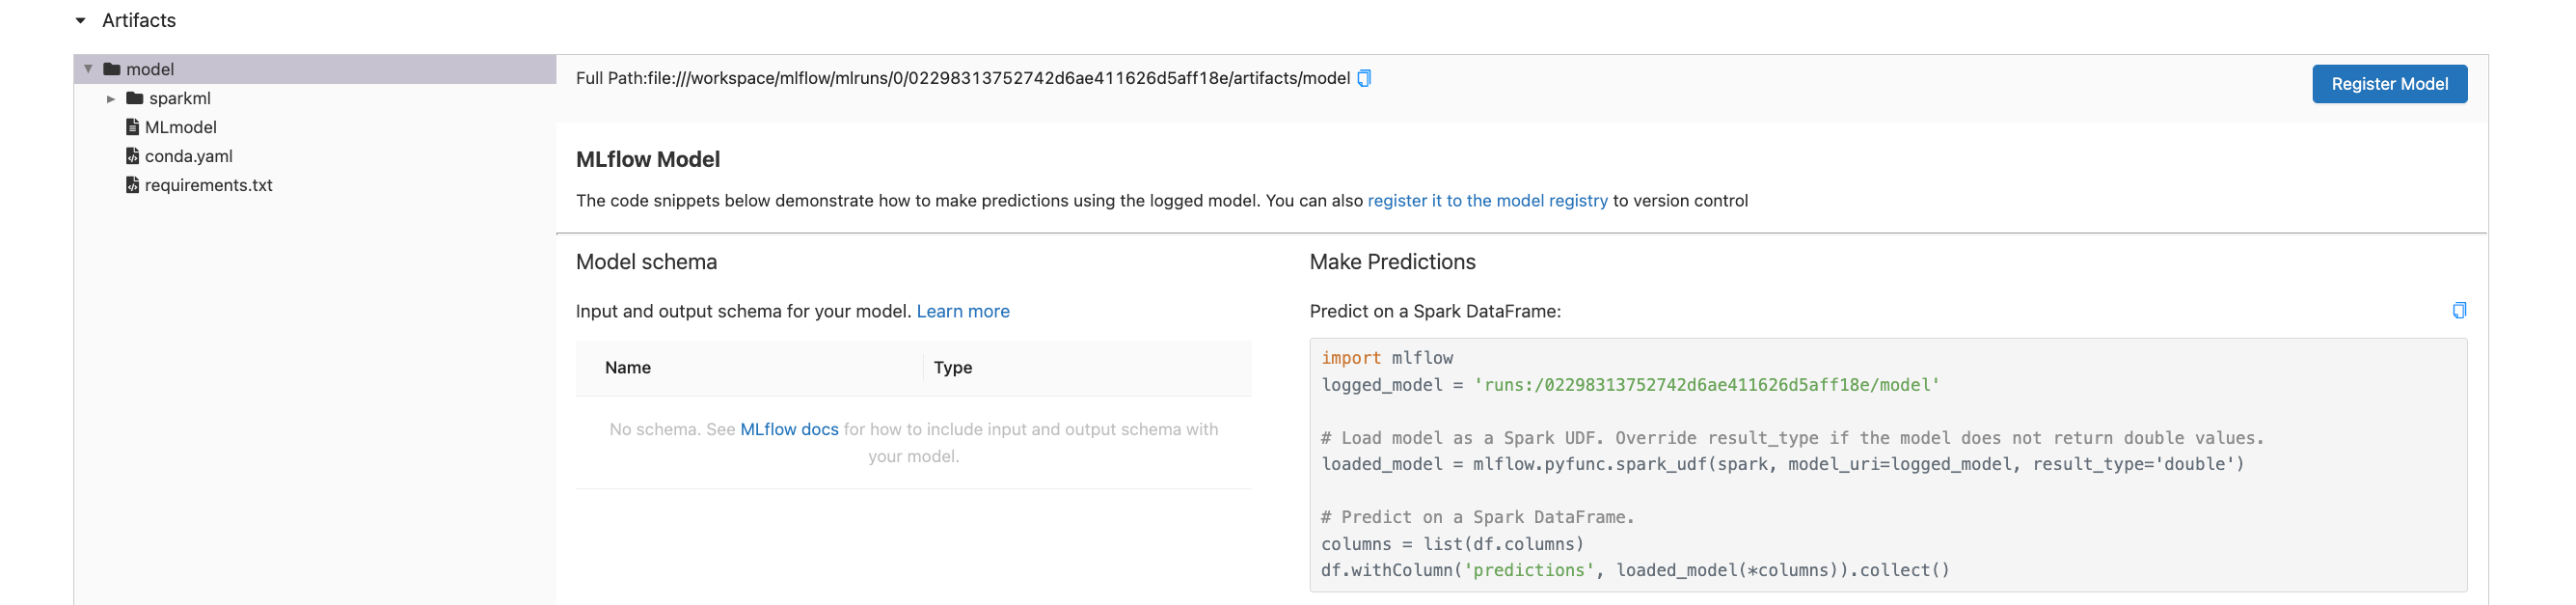 Artifacts
model
sparkml
MLmodel
conda.yaml
requirements.txt
Full Path:file:///workspace/mlflow/mlruns/0/02298313752742d6ae411626d5aff18e/artifacts/model
Register Model
MLflow Model
The code snippets below demonstrate how to make predictions using the logged model. You can also register it to the model registry to version control
Model schema
Input and output schema for your model. Learn more
Name Type
No schema. See MLflow docs for how to include input and output schema with
your model.
Make Predictions
Predict on a Spark DataFrame:
import mlflow
logged_model = 'runs:/02298313752742d6ae411626d5aff18e/model'
# Load model as a Spark UDF. Override result_type if the model does not return double values.
loaded_model = mlflow.pyfunc.spark_udf(spark, model_uri=logged_model, result_type='double')
# Predict on a Spark DataFrame.
columns = list(df.columns)
df.withColumn('predictions', loaded_model(*columns)).collect()